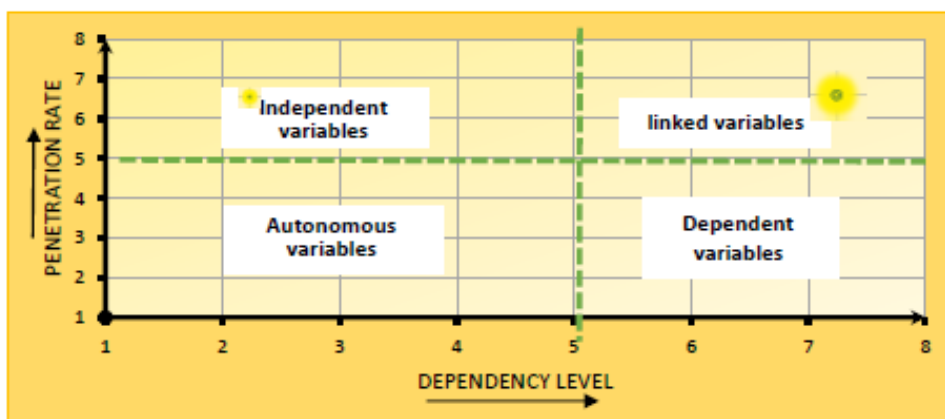 8
7
6
5
4
3
2
1
PENETRATION RATE
Independent
variables
linked variables
Autonomous
variables
Dependent
variables
1 2 3 4 5 6 7 8
DEPENDENCY LEVEL